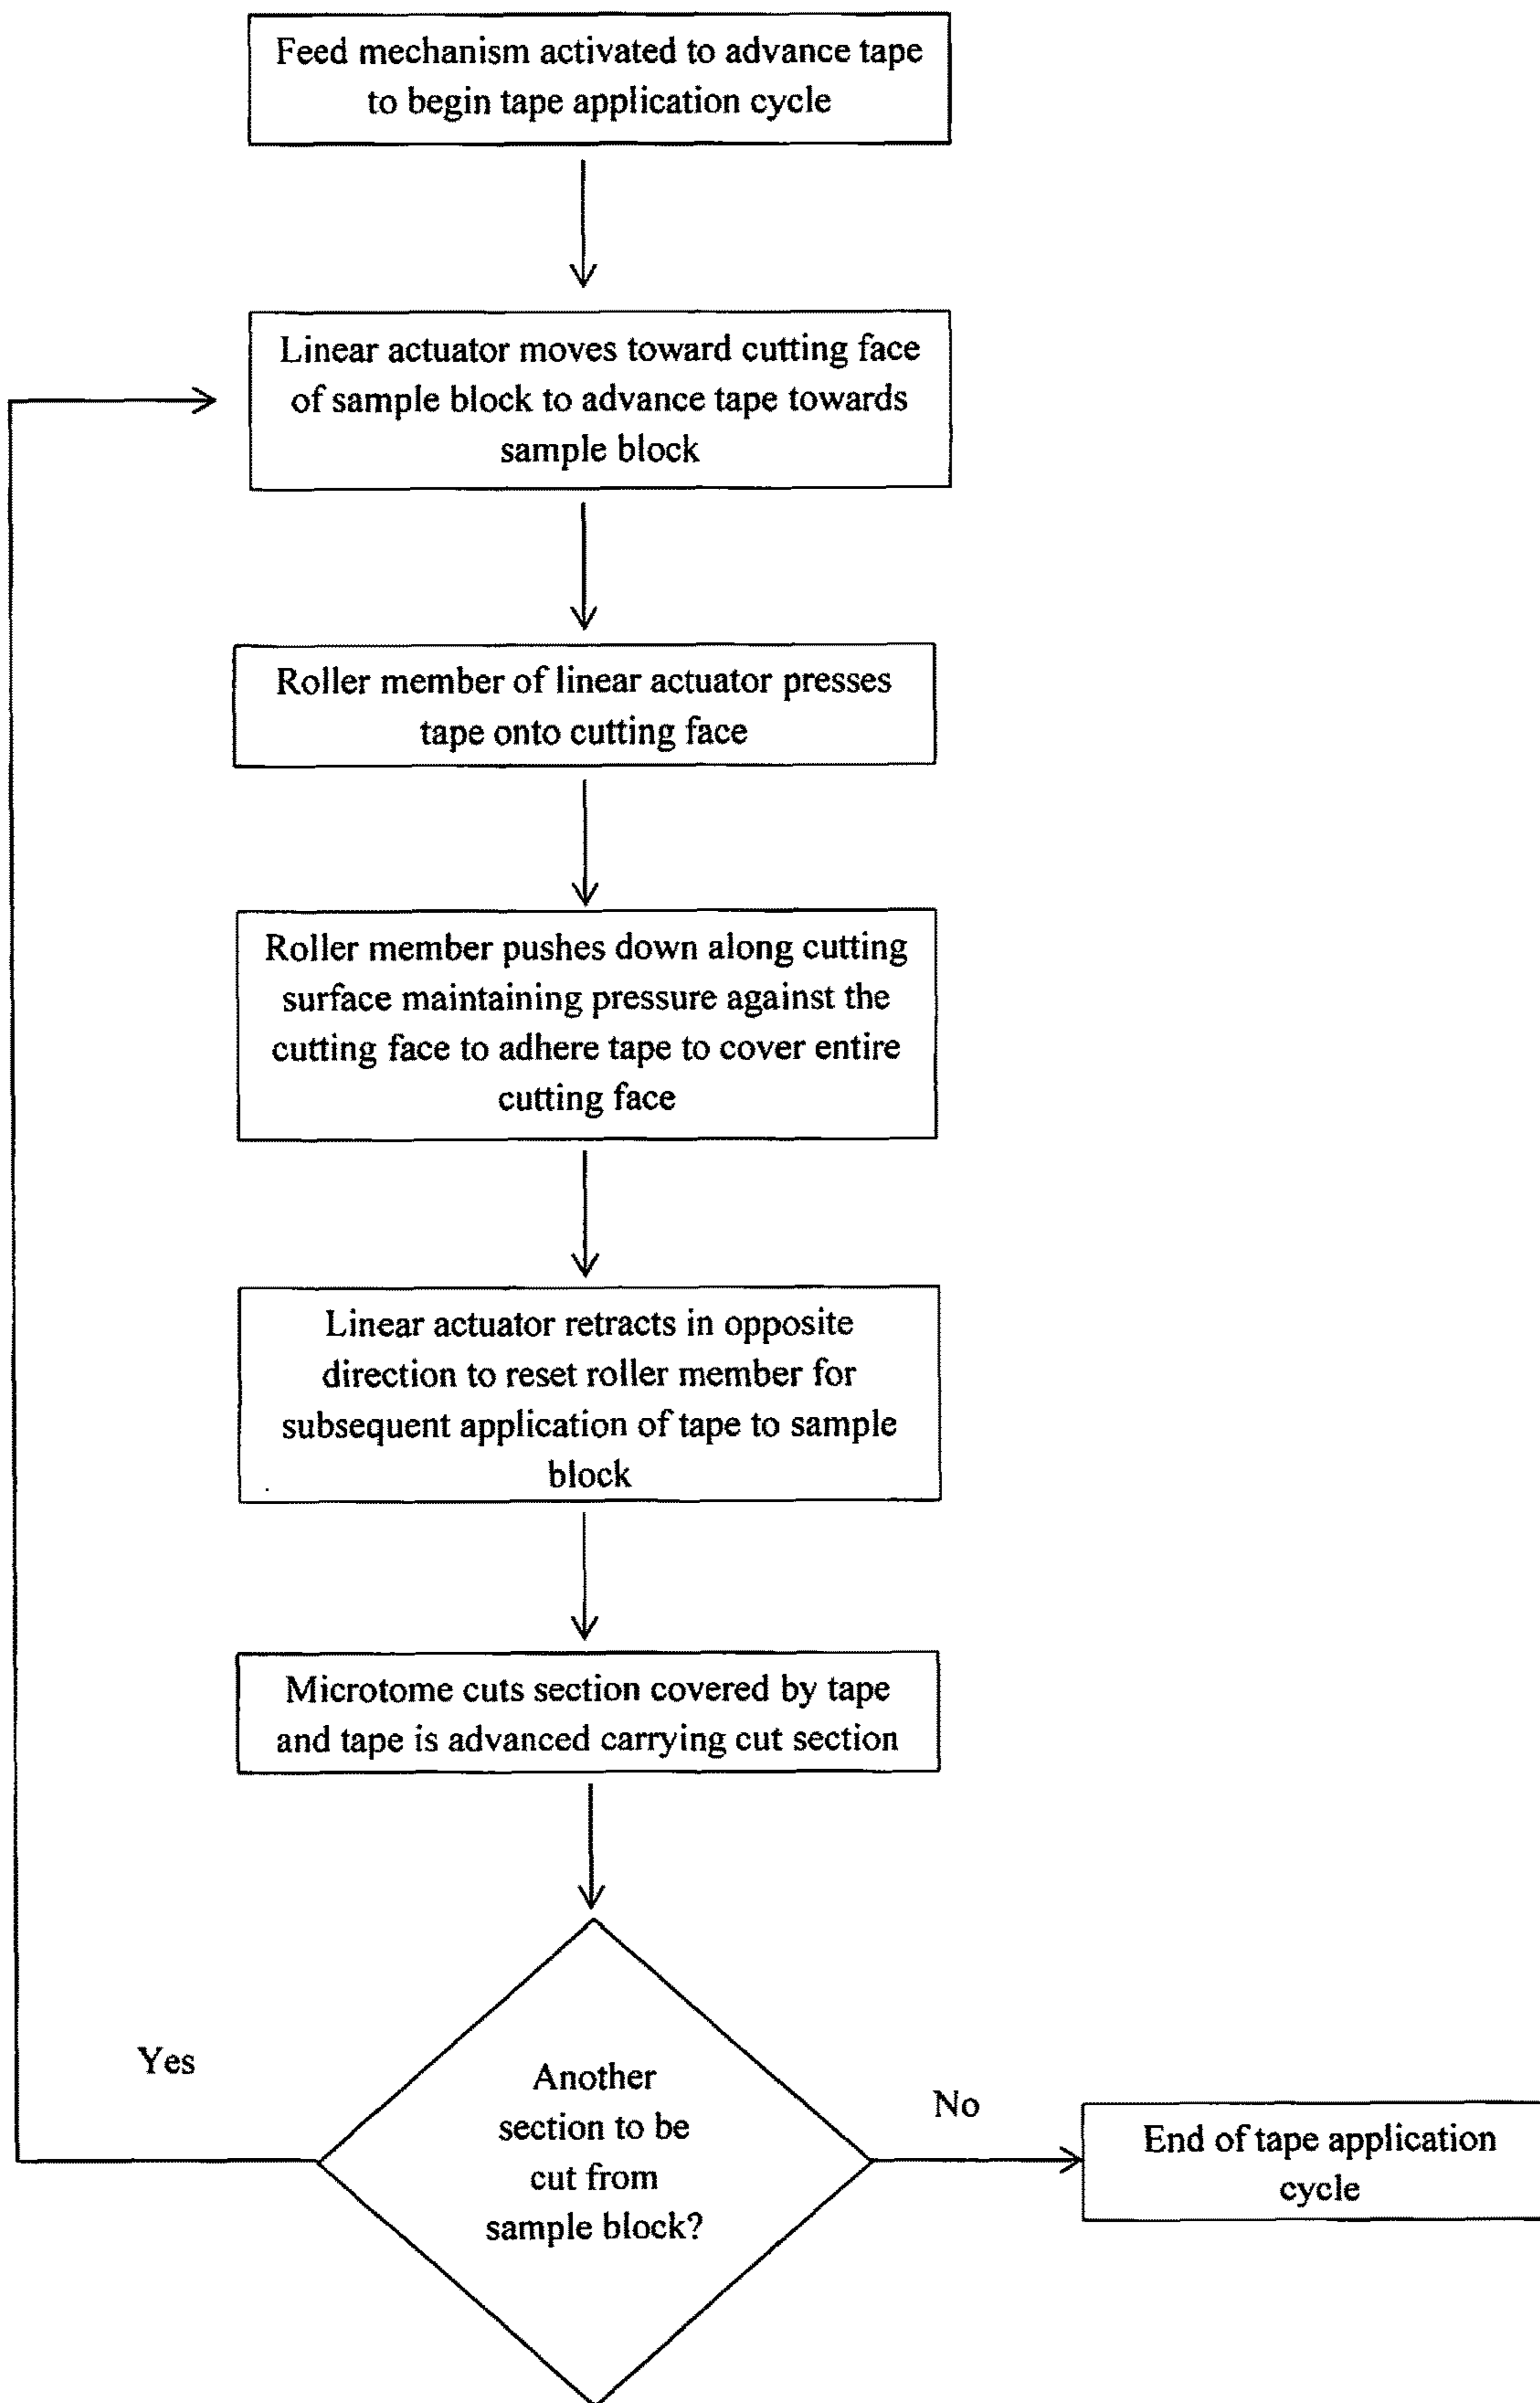 Feed mechanism activated to advance tape
to begin tape application cycle
Linear actuator moves toward cutting face
of sample block to advance tape towards
sample block
Roller member of linear actuator presses
tape onto cutting face
Roller member pushes down along cutting
surface maintaining pressure against the
cutting face to adhere tape to cover entire
cutting face
Linear actuator retracts in opposite
direction to reset roller member for
subsequent application of tape to sample
block
Microtome cuts section covered by tape
and tape is advanced carrying cut section
Another
section to be
cut from
sample block?
Yes
No
End of tape application
cycle